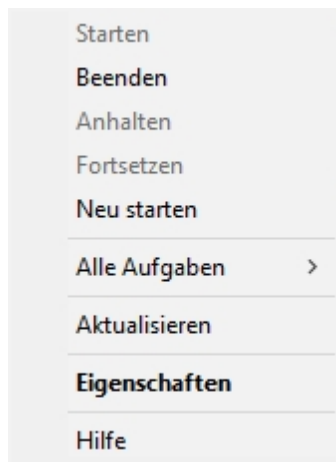 Starten
Beenden
Anhalten
Fortsetzen
Neu starten
Alle Aufgaben
Aktualisieren
Eigenschaften
Hilfe